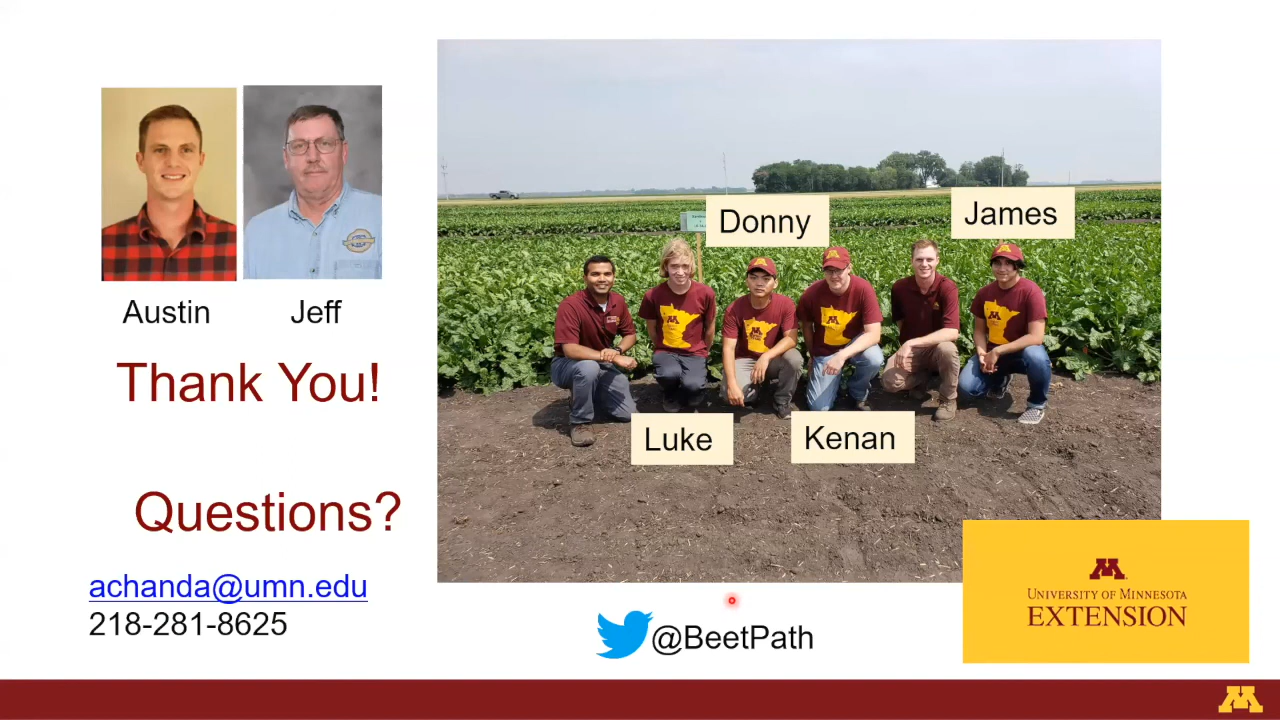 Austin
Jeff
Thank You!
Questions?
achanda@umn.edu
218-281-8625
Donny
James
Luke
Kenan
@BeetPath
M
UNIVERSITY OF MINNESOTA
EXTENSION
M